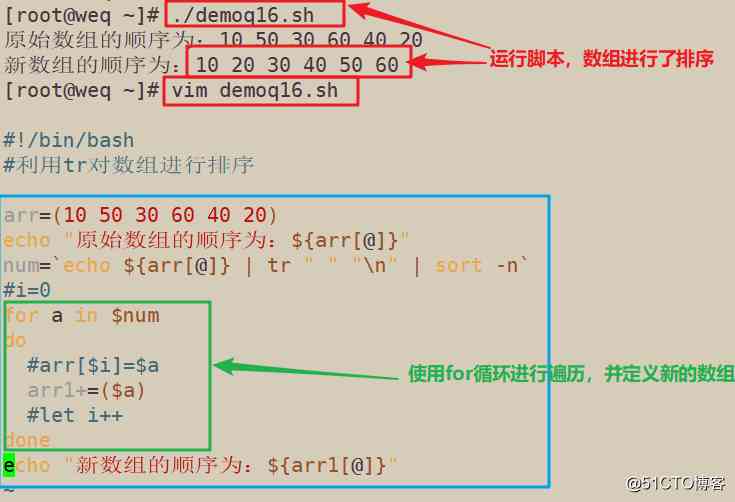 [root@weq ~]# ./demoq16.sh
原始数组的顺序为：10 50 30 60 40 20
新数组的顺序为：10 20 30 40 50 60
运行脚本，数组进行了排序
[root@weq ~]# vim demoq16.sh
#!/bin/bash
#利用tr对数组进行排序
arr=(10 50 30 60 40 20)
echo "原始数组的顺序为：${arr[@]}"
num=`echo ${arr[@]} | tr " " "\n" | sort -n`
#i=0
for a in $num
do
#arr[$i]=$a
使用for循环进行遍历，并定义新的数组
arr1+=($a)
#let i++
done
echo "新数组的顺序为：${arr1[@]}"
~
@51CTO博客